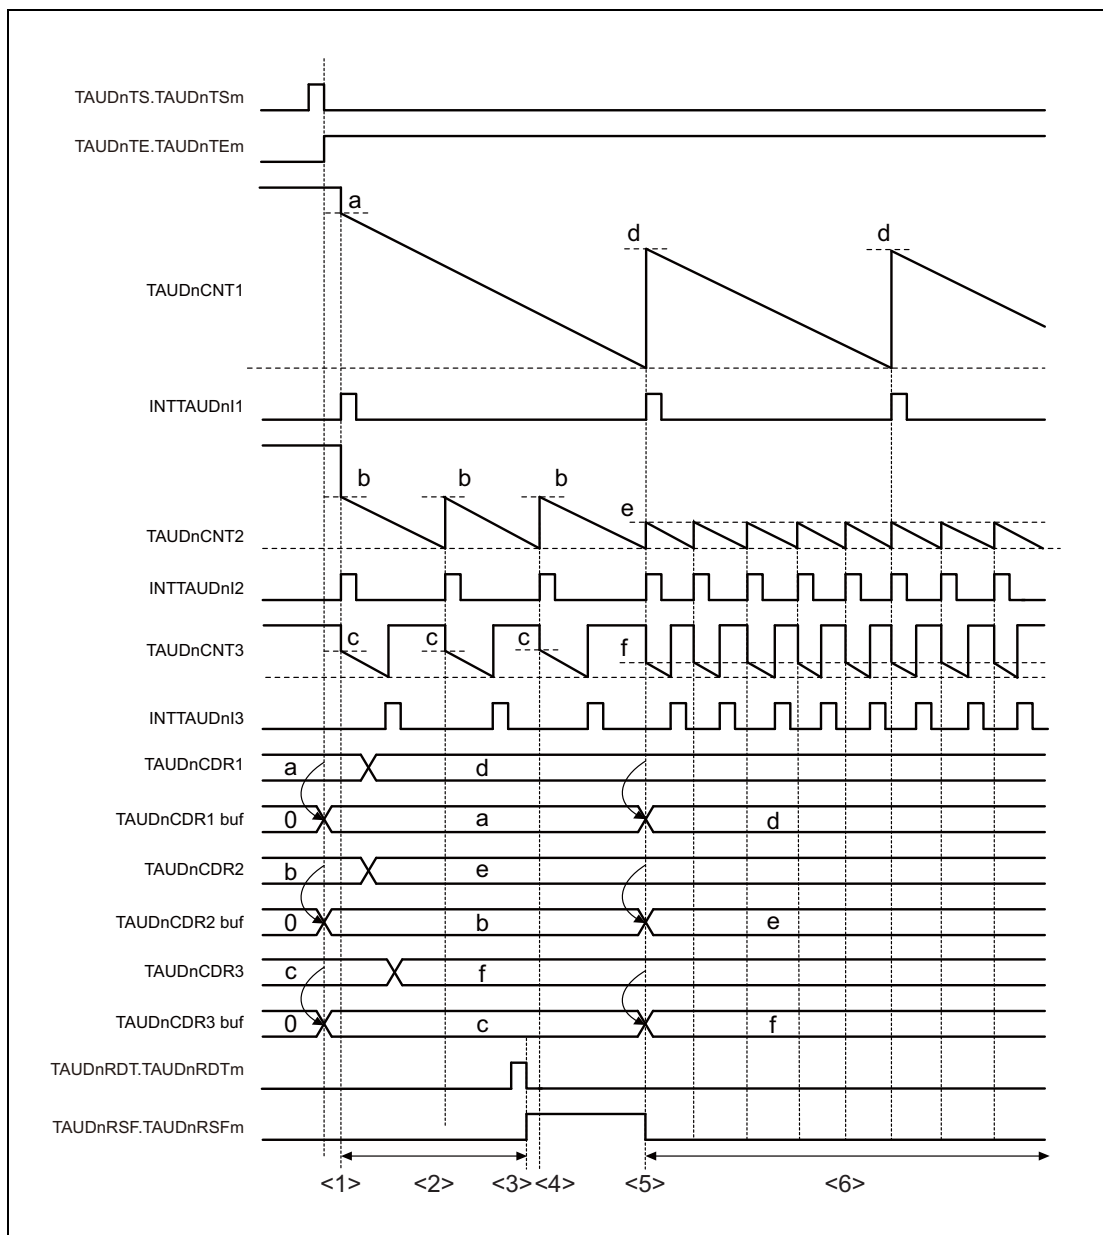 TAUDnTS.TAUDnTSm
TAUDnTE.TAUDnTEm
a
d d
TAUDnCNT1
INTTAUDnI1
b b b
e
TAUDnCNT2
INTTAUDnI2
c c c f
TAUDnCNT3
INTTAUDnI3
TAUDnCDR1 a d
TAUDnCDR1 buf 0 a d
TAUDnCDR2 b e
TAUDnCDR2 buf 0 b e
TAUDnCDR3 c f
TAUDnCDR3 buf 0 c f
TAUDnRDT.TAUDnRDTm
TAUDnRSF.TAUDnRSFm
<1> <2> <3> <4> <5> <6>